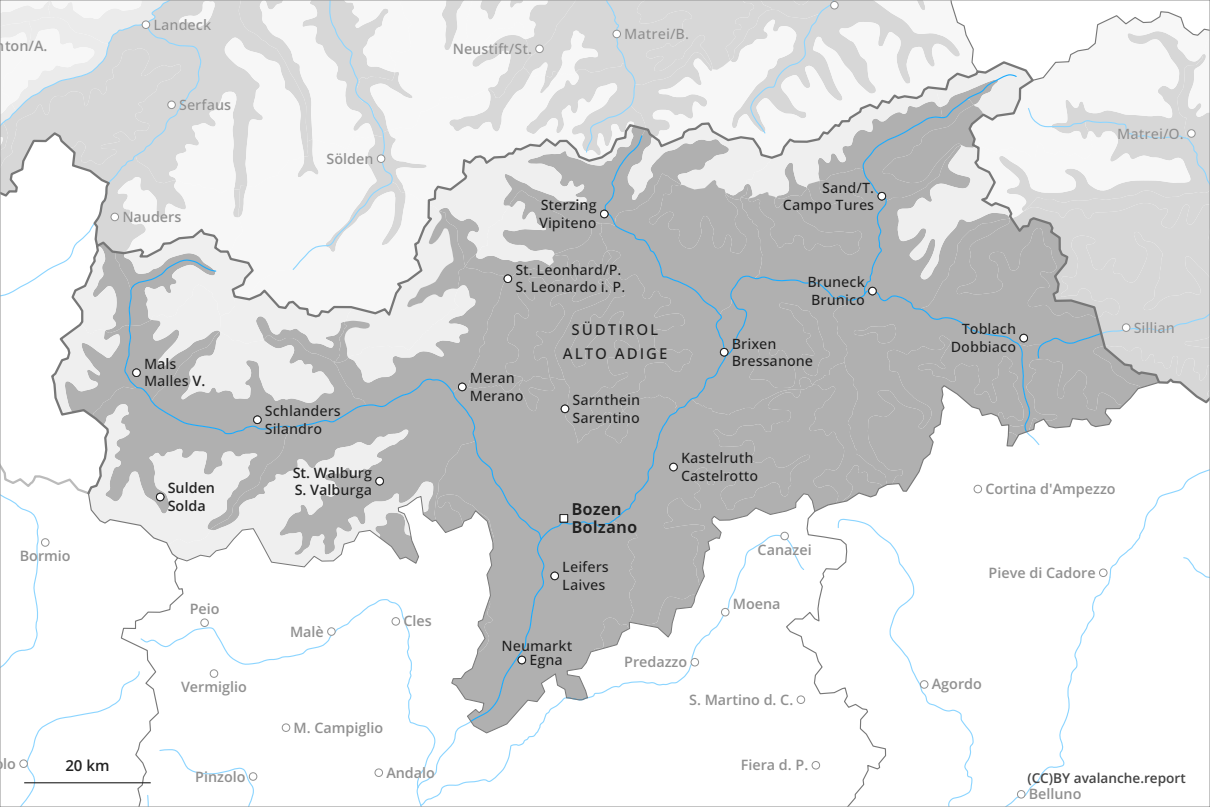 Landeck
nton/A.
Neustift/St.
Matrei/B.
Serfaus
Sölden
Matrei/O.
Nauders
Sand/T.
Campo Tures
Sterzing
Vipiteno
St. Leonhard/P.
S. Leonardo i. P.
Bruneck
Brunico
SÜDTIROL
ALTO ADIGE
Toblach
Dobbiaco
Sillian
Brixen
Bressanone
Mals
Malles V.
Meran
Merano
Schlanders
Silandro
Sarnthein
Sarentino
Kastelruth
Castelrotto
St. Walburg
S. Valburga
Sulden
Solda
Cortina d'Ampezzo
Bozen
Bolzano
Bormio
Canazei
Leifers
Laives
Pieve di Cadore
Peio
Malè
Cles
Moena
Neumarkt
Egna
Predazzo
Vermiglio
Agordo
S. Martino d. C.
M. Campiglio
olo
20 km
Pinzolo
Andalo
Fiera d. P.
(CC)BY avalanche.report
Belluno